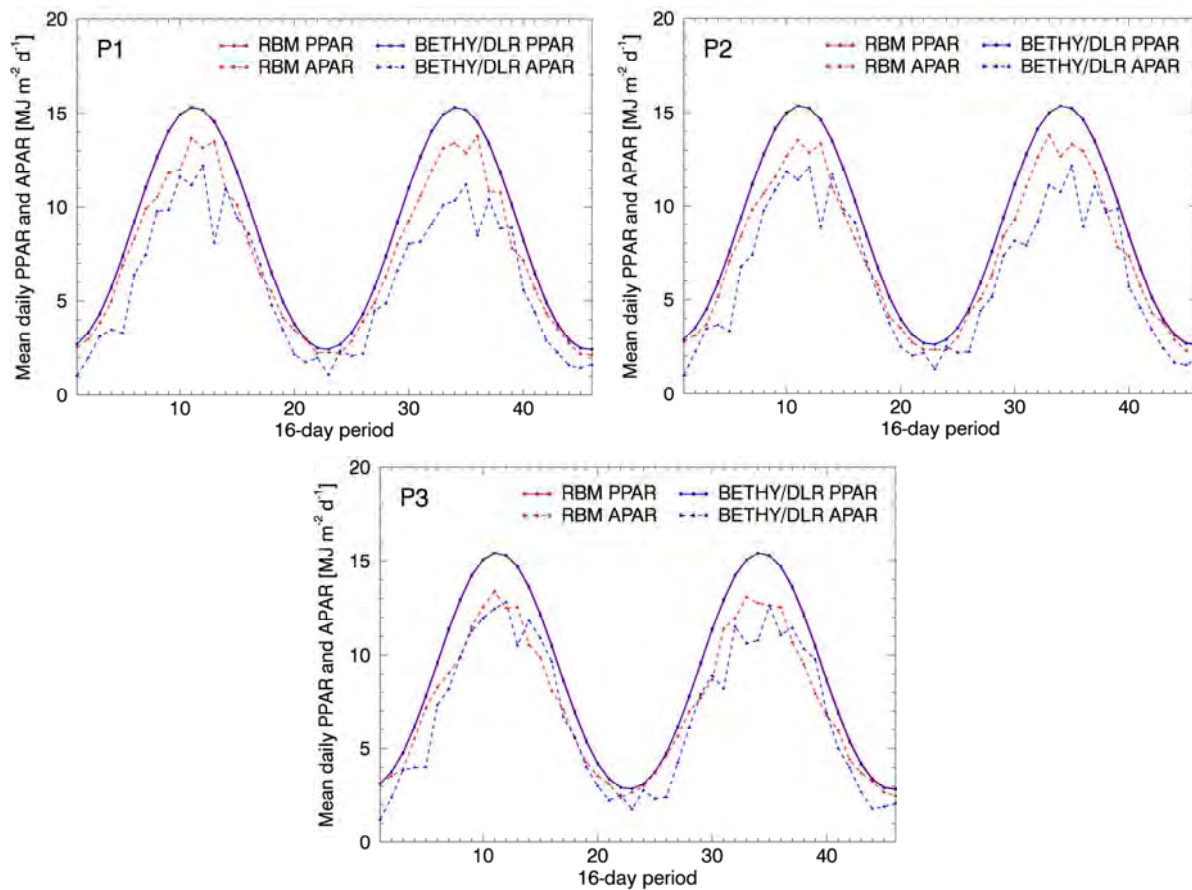 Mean daily PPAR and APAR [MJ m⁻² d⁻¹]
P1
RBM PPAR
BETHY/DLR PPAR
RBM APAR
BETHY/DLR APAR
20
15
10
5
0
10
20
30
40
16-day period
Mean daily PPAR and APAR [MJ m⁻² d⁻¹]
P2
RBM PPAR
BETHY/DLR PPAR
RBM APAR
BETHY/DLR APAR
20
15
10
5
0
10
20
30
40
16-day period
Mean daily PPAR and APAR [MJ m⁻² d⁻¹]
P3
RBM PPAR
BETHY/DLR PPAR
RBM APAR
BETHY/DLR APAR
20
15
10
5
0
10
20
30
40
16-day period